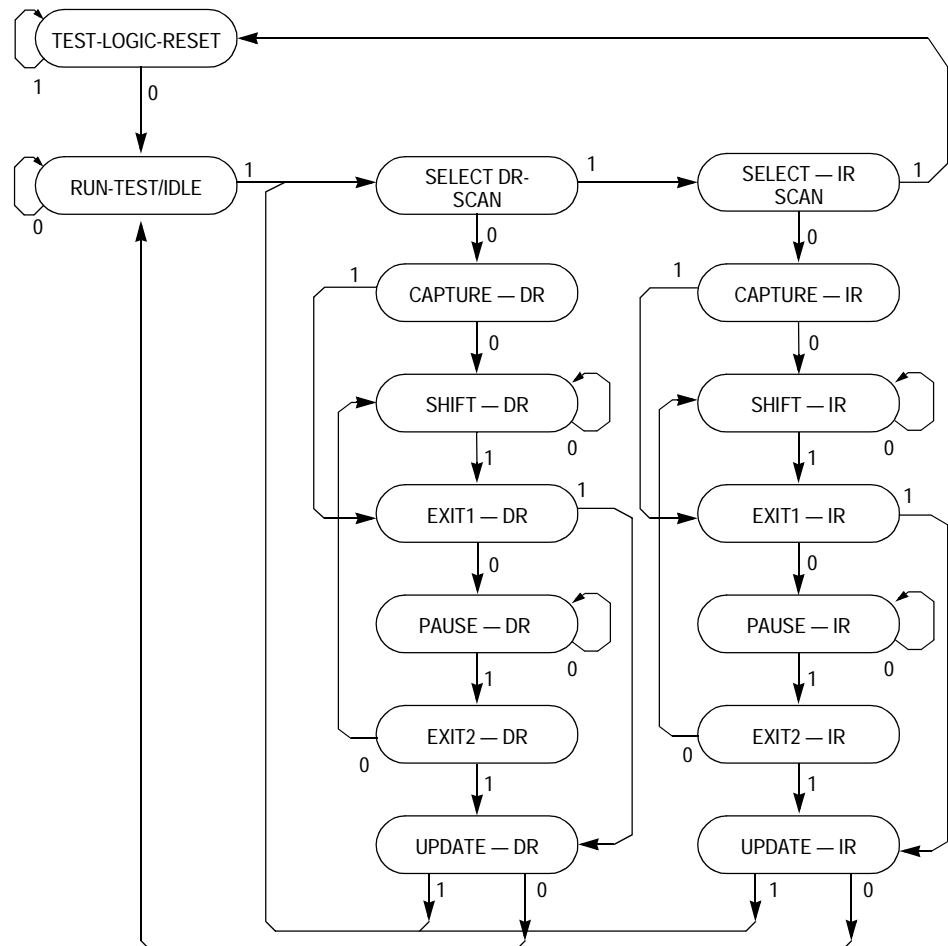 TEST-LOGIC-RESET
1
0
RUN-TEST/IDLE
0
1
SELECT DR-
SCAN
1
SELECT — IR
SCAN
1
0
0
1
CAPTURE — DR
1
CAPTURE — IR
0
0
SHIFT — DR
0
SHIFT — IR
0
1
1
EXIT1 — DR
1
EXIT1 — IR
1
0
0
PAUSE — DR
0
PAUSE — IR
0
1
1
EXIT2 — DR
0
EXIT2 — IR
0
1
1
UPDATE — DR
UPDATE — IR
1
0
1
0